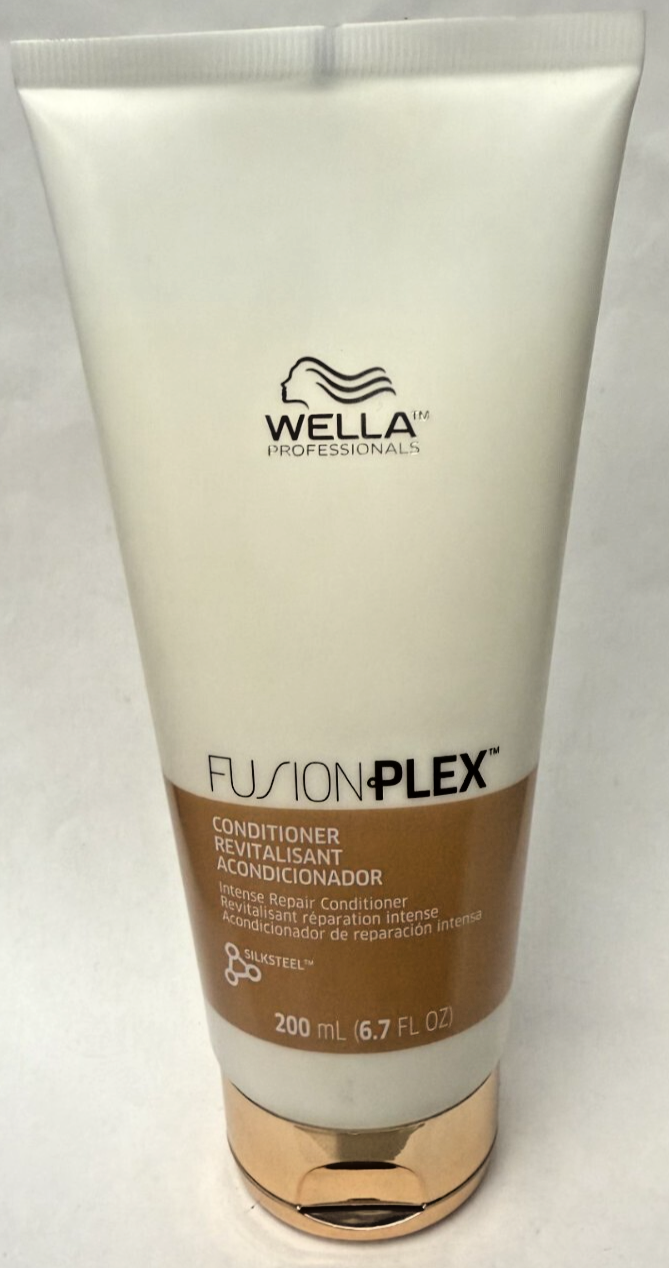 WELLA™
PROFESSIONALS
FUSIONPLEX™
CONDITIONER
REVITALISANT
ACONDICIONADOR
Intense Repair Conditioner
Revitalisant réparation intense
Acondicionador de reparación intensa
SILKSTEEL™
200 mL (6.7 FL OZ)